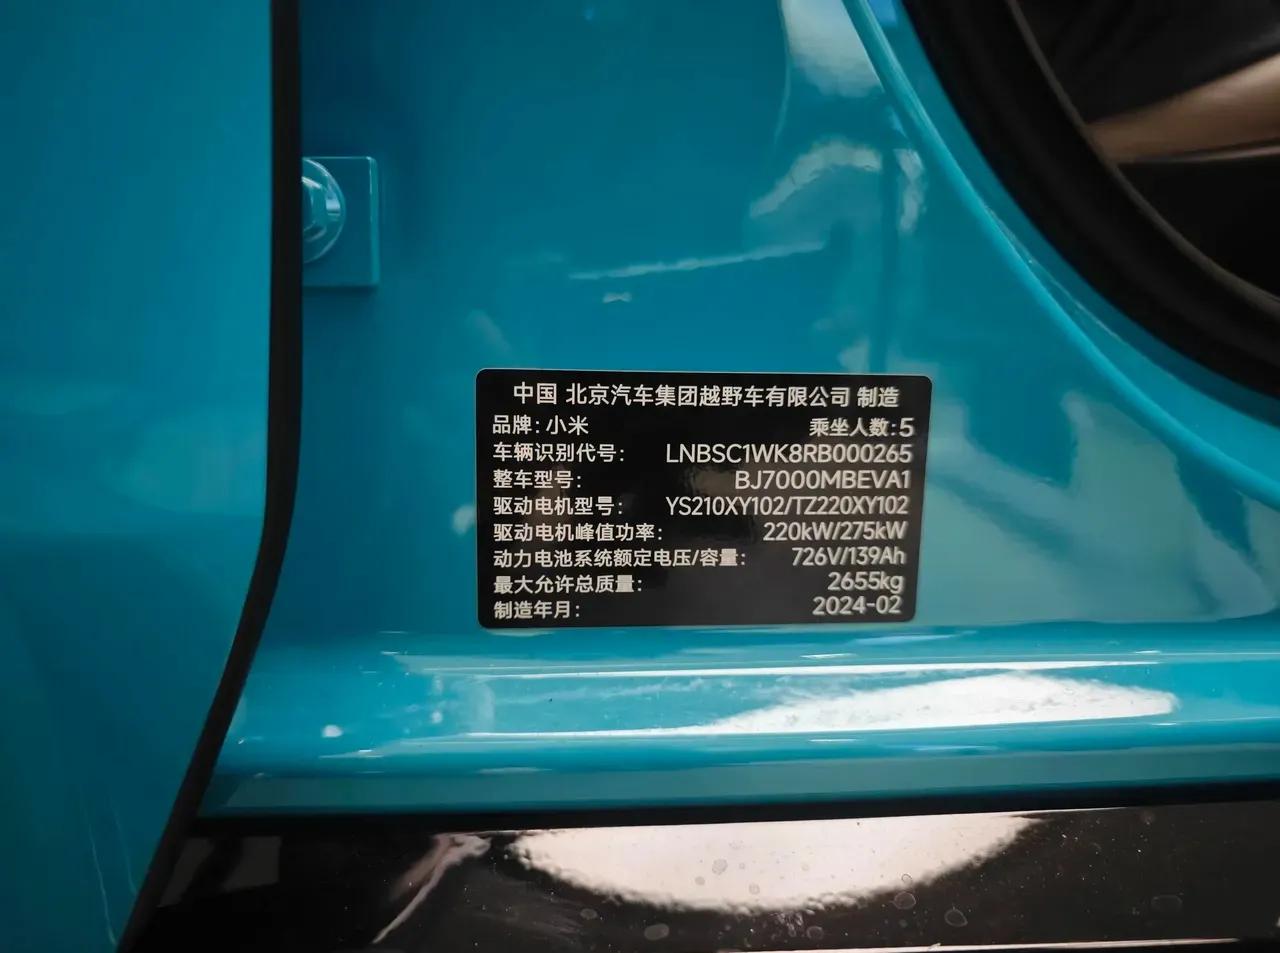 中国 北京汽车集团越野车有限公司 制造
品牌:小米 乘坐人数:5
车辆识别代号: LNBSC1WK8RB000265
整车型号: BJ7000MBEVA1
驱动电机型号: YS210XY102/TZ220XY102
驱动电机峰值功率: 220kW/275kW
动力电池系统额定电压/容量: 726V/139Ah
最大允许总质量: 2655kg
制造年月: 2024-02